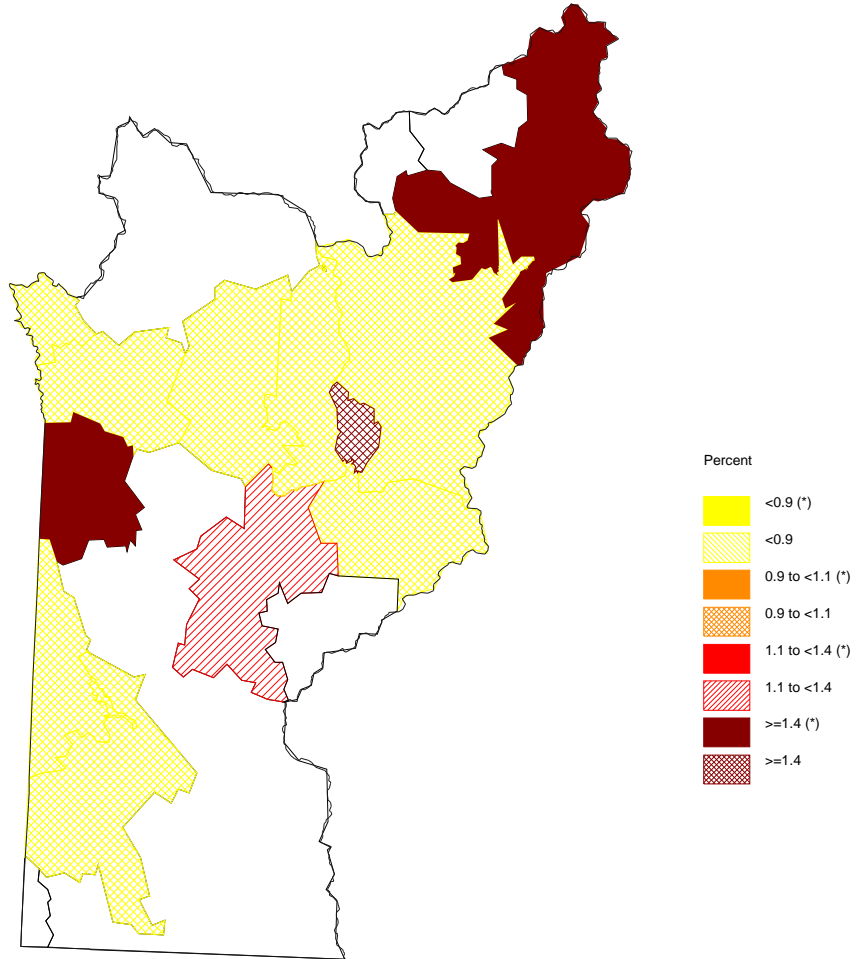 Percent
<0.9 (*)
<0.9
0.9 to <1.1 (*)
0.9 to <1.1
1.1 to <1.4 (*)
1.1 to <1.4
>=1.4 (*)
>=1.4